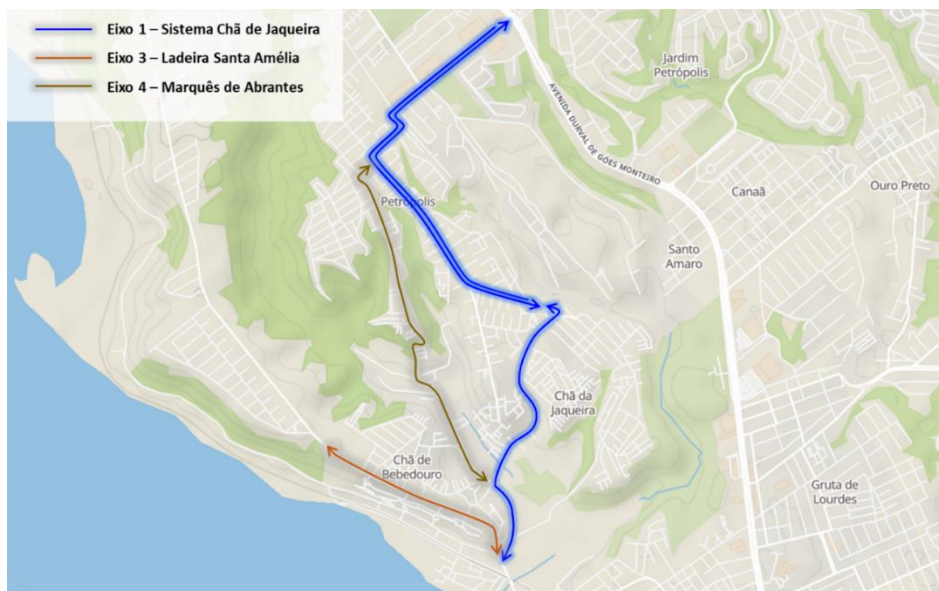 Eixo 1 – Sistema Chã de Jaqueira
Eixo 3 – Ladeira Santa Amélia
Eixo 4 – Marquês de Abrantes
Jardim
Petrópolis
AVENIDA DURVAL DE GÓES MONTEIRO
Canaã
Ouro Preto
Petrópolis
Santo
Amaro
Chã da
Jaqueira
Chã de
Bebedouro
Gruta de
Lourdes